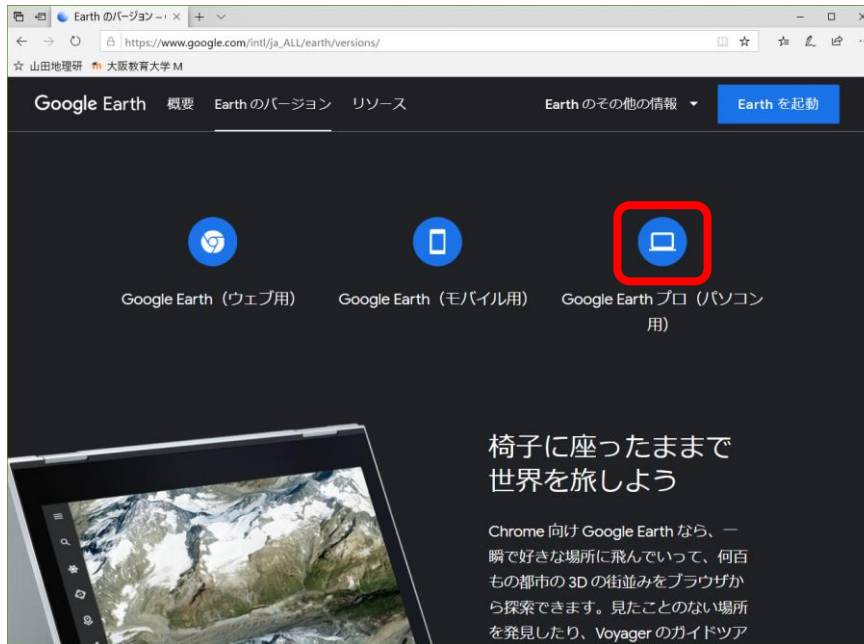 Earth のバージョン –
https://www.google.com/intl/ja_ALL/earth/versions/
山田地理研 大阪教育大学 M
Google Earth 概要 Earth のバージョン リソース Earth のその他の情報 Earth を起動
Google Earth（ウェブ用）
Google Earth（モバイル用）
Google Earth プロ（パソコン
用）
椅子に座ったままで
世界を旅しよう
Chrome 向け Google Earth なら、一
瞬で好きな場所に飛んでいって、何百
もの都市の 3D の街並みをブラウザか
ら探索できます。見たことのない場所
を発見したり、Voyager のガイドツア